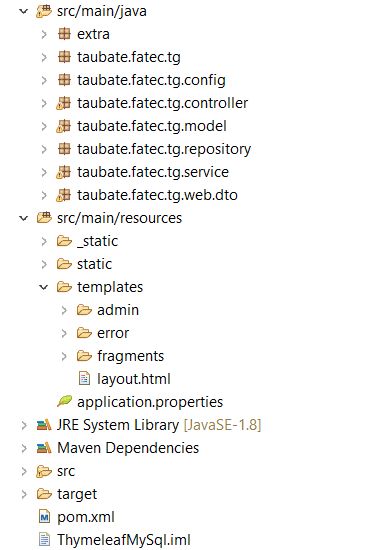 src/main/java
extra
taubate.fatec.tg
taubate.fatec.tg.config
taubate.fatec.tg.controller
taubate.fatec.tg.model
taubate.fatec.tg.repository
taubate.fatec.tg.service
taubate.fatec.tg.web.dto
src/main/resources
_static
static
templates
admin
error
fragments
layout.html
application.properties
JRE System Library [JavaSE-1.8]
Maven Dependencies
src
target
pom.xml
ThymeleafMySql.iml